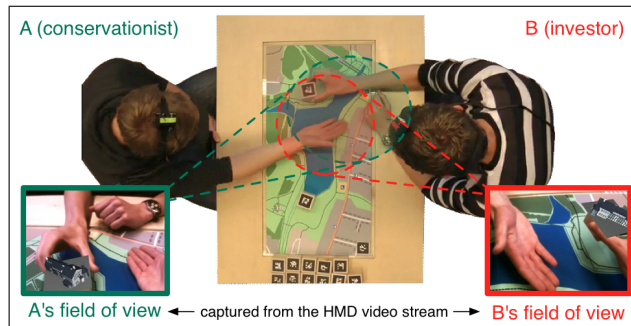 A (conservationist)
B (investor)
A's field of view
captured from the HMD video stream
B's field of view